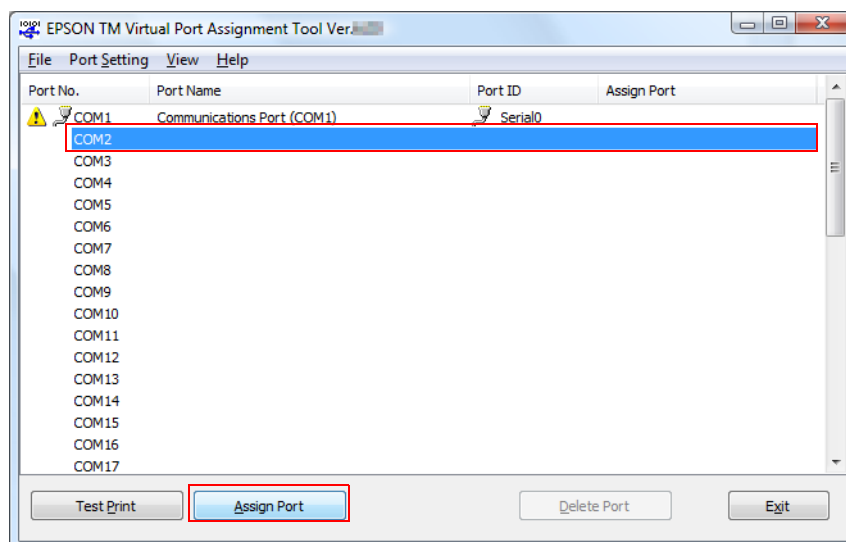 EPSON TM Virtual Port Assignment Tool Ver.
File Port Setting View Help
Port No. Port Name Port ID Assign Port
COM1 Communications Port (COM1) Serial0
COM2
COM3
COM4
COM5
COM6
COM7
COM8
COM9
COM10
COM11
COM12
COM13
COM14
COM15
COM16
COM17
Test Print Assign Port Delete Port Exit